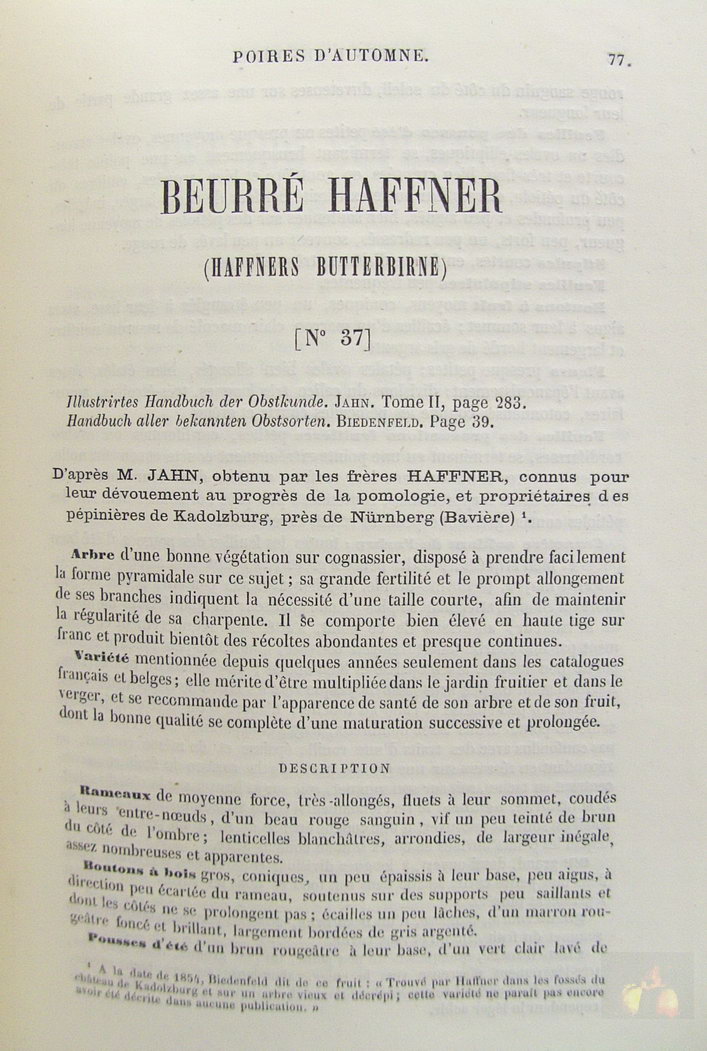 POIRES D'AUTOMNE. 77.
BEURRÉ HAFFNER
(HAFFNERS BUTTERBIRNE)
[N° 37]
Illustrirtes Handbuch der Obstkunde. JAHN. Tome II, page 283.
Handbuch aller bekannten Obstsorten. BIEDENFELD. Page 39.
D'après M. JAHN, obtenu par les frères HAFFNER, connus pour
leur dévouement au progrès de la pomologie, et propriétaires des
pépinières de Kadolzburg, près de Nürnberg (Bavière) ¹.
Arbre d'une bonne végétation sur cognassier, disposé à prendre facilement
la forme pyramidale sur ce sujet ; sa grande fertilité et le prompt allongement
de ses branches indiquent la nécessité d'une taille courte, afin de maintenir
la régularité de sa charpente. Il se comporte bien élevé en haute tige sur
franc et produit bientôt des récoltes abondantes et presque continues.
Variété mentionnée depuis quelques années seulement dans les catalogues
français et belges ; elle mérite d'être multipliée dans le jardin fruitier et dans le
verger, et se recommande par l'apparence de santé de son arbre et de son fruit,
dont la bonne qualité se complète d'une maturation successive et prolongée.
DESCRIPTION
Rameaux de moyenne force, très-allongés, fluets à leur sommet, coudés
à leurs entre-nœuds, d'un beau rouge sanguin, vif un peu teinté de brun
du côté de l'ombre ; lenticelles blanchâtres, arrondies, de largeur inégale,
assez nombreuses et apparentes.
Boutons à bois gros, coniques, un peu épaissis à leur base, peu aigus, à
direction peu écartée du rameau, soutenus sur des supports peu saillants et
dont les côtés ne se prolongent pas ; écailles un peu lâches, d'un marron rou-
geâtre foncé et brillant, largement bordées de gris argenté.
Pousses d'été d'un brun rougeâtre à leur base, d'un vert clair lavé de
¹ A la date de 1854, Biedenfeld dit de ce fruit : « Trouvé par Haffner dans les fossés du
château de Kadolzburg et sur un arbre vieux et décrépi ; cette variété ne paraît pas encore
avoir été décrite dans aucune publication. »